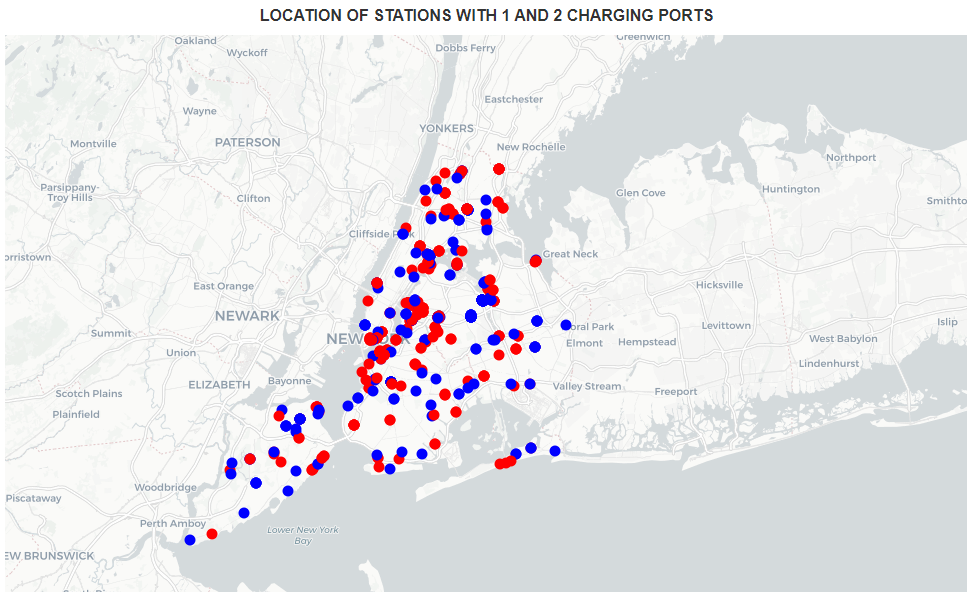 LOCATION OF STATIONS WITH 1 AND 2 CHARGING PORTS
Greenwich
Oakland
Dobbs Ferry
Wyckoff
Eastchester
Wayne
YONKERS
PATERSON
Montville
New Rochelle
Northport
Parsippany-
Troy Hills
Huntington
Glen Cove
Clifton
Smithto
Cliffside P
orristown
Great Neck
East Orange
Hicksville
NEWARK
Islip
oral Park
Levittown
Summit
NEW
West Babylon
Elmont
Hempstead
Union
Lindenhurst
Bayonne
ELIZABETH
Valley Stream
Freeport
Scotch Plains
Plainfield
Woodbridge
Piscataway
Perth Amboy
Lower New York
Bay
EW BRUNSWICK